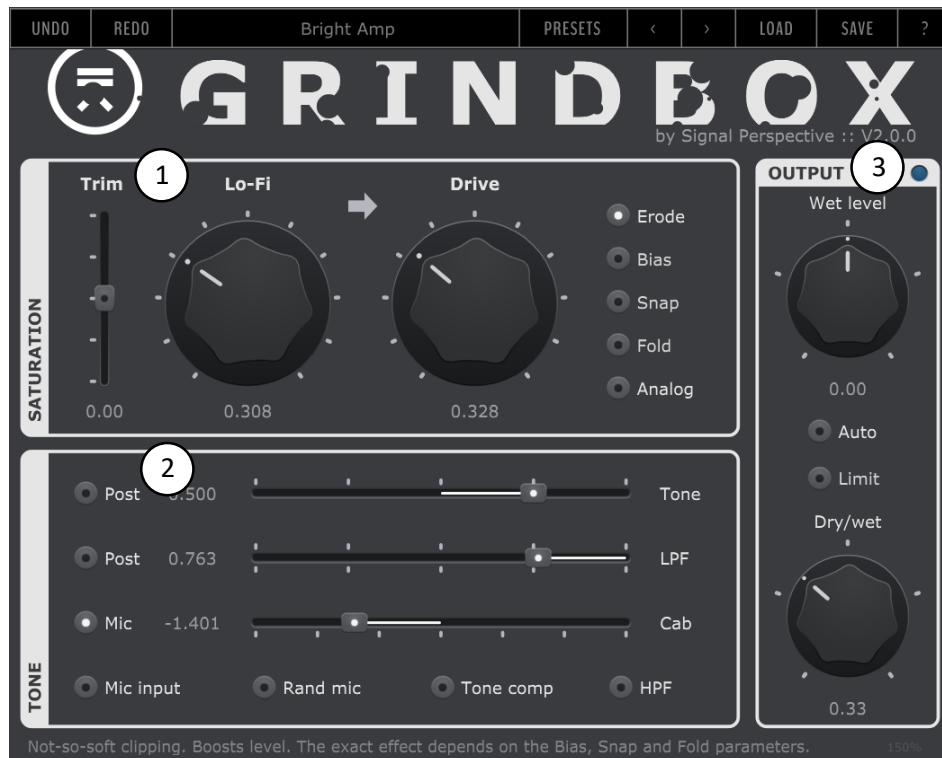 UNDO REDO Bright Amp PRESETS ‹ › LOAD SAVE ?
GRINDBOX
by Signal Perspective :: V2.0.0
SATURATION
Trim 1 Lo-Fi Drive
Erode
Bias
Snap
Fold
Analog
0.00 0.308 0.328
OUTPUT 3
Wet level
0.00
Auto
Limit
Dry/wet
0.33
TONE
2
Post 0.500 Tone
Post 0.763 LPF
Mic -1.401 Cab
Mic input Rand mic Tone comp HPF
Not-so-soft clipping. Boosts level. The exact effect depends on the Bias, Snap and Fold parameters. 150%